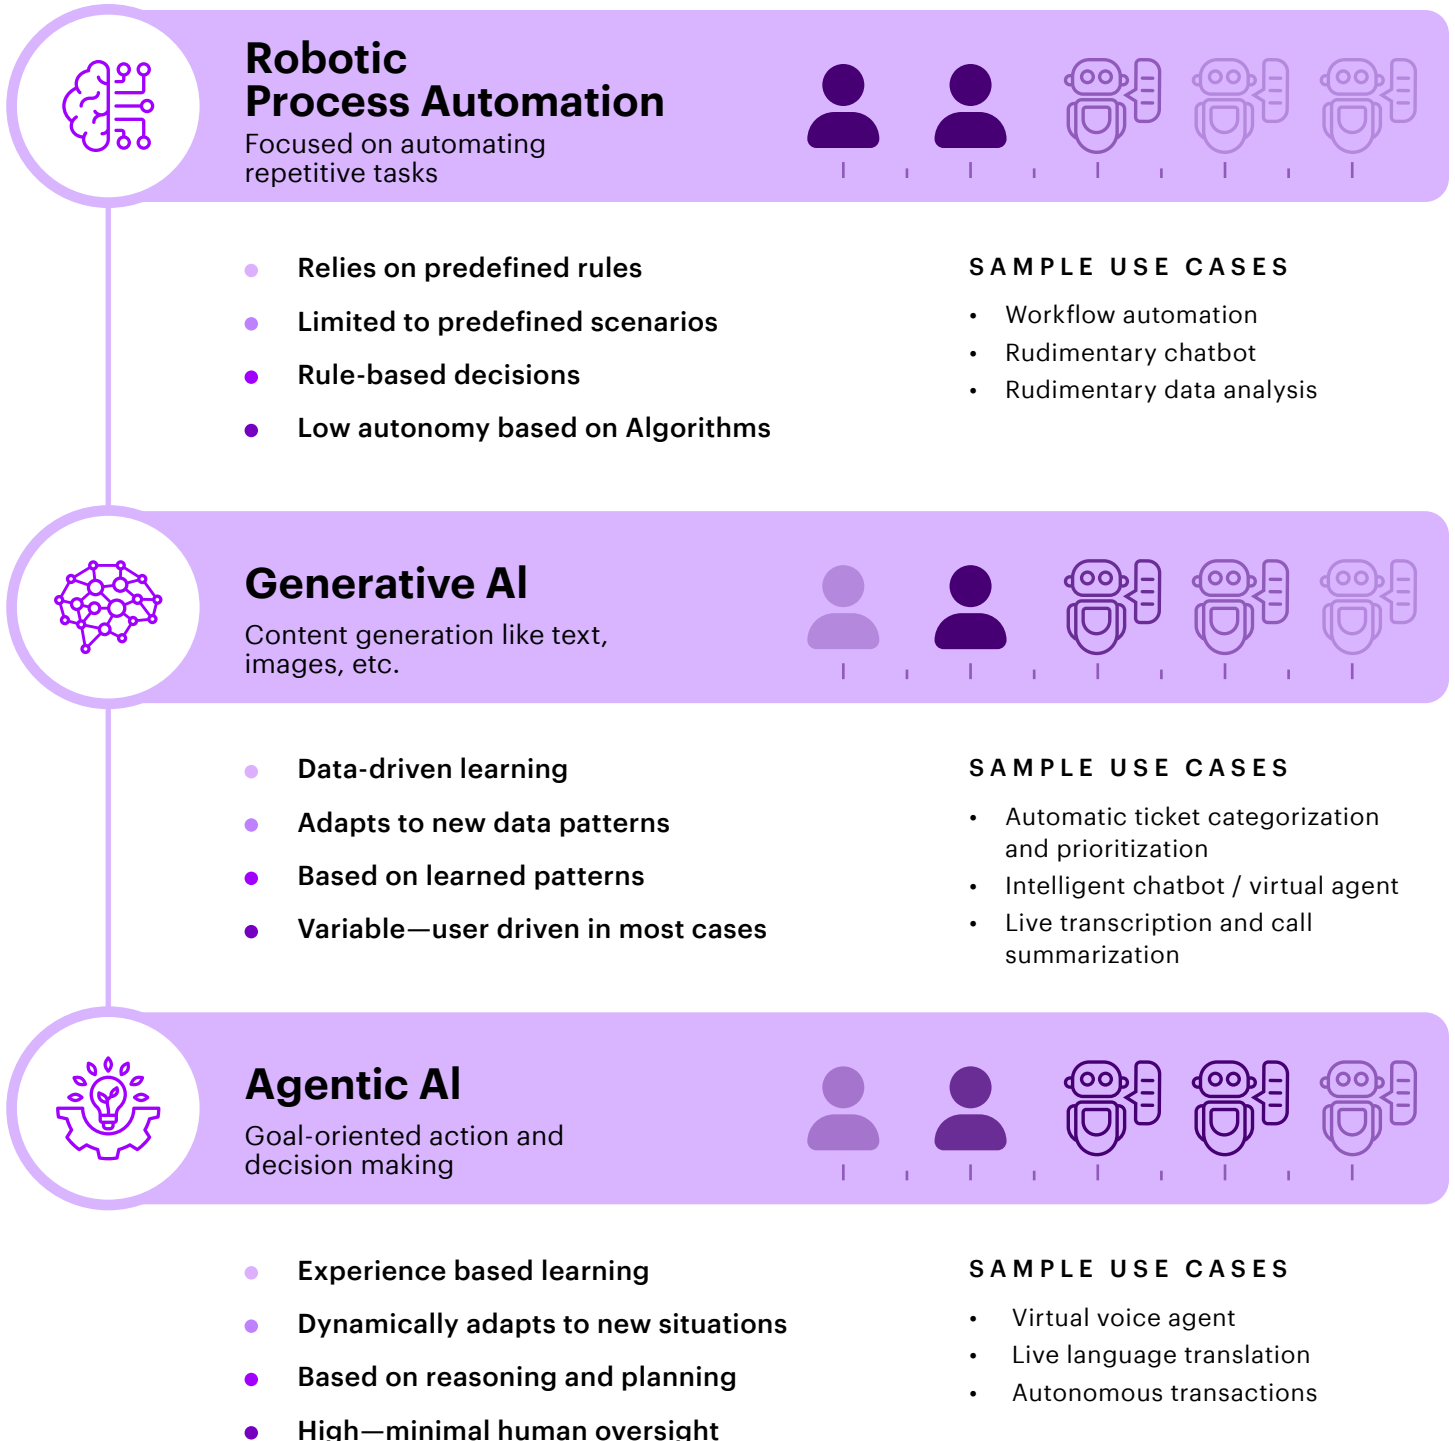 Robotic
Process Automation
Focused on automating
repetitive tasks
Relies on predefined rules
Limited to predefined scenarios
Rule-based decisions
Low autonomy based on Algorithms
SAMPLE USE CASES
• Workflow automation
• Rudimentary chatbot
• Rudimentary data analysis
Generative AI
Content generation like text,
images, etc.
Data-driven learning
Adapts to new data patterns
Based on learned patterns
Variable—user driven in most cases
SAMPLE USE CASES
• Automatic ticket categorization
and prioritization
• Intelligent chatbot / virtual agent
• Live transcription and call
summarization
Agentic AI
Goal-oriented action and
decision making
Experience based learning
Dynamically adapts to new situations
Based on reasoning and planning
High—minimal human oversight
SAMPLE USE CASES
• Virtual voice agent
• Live language translation
• Autonomous transactions